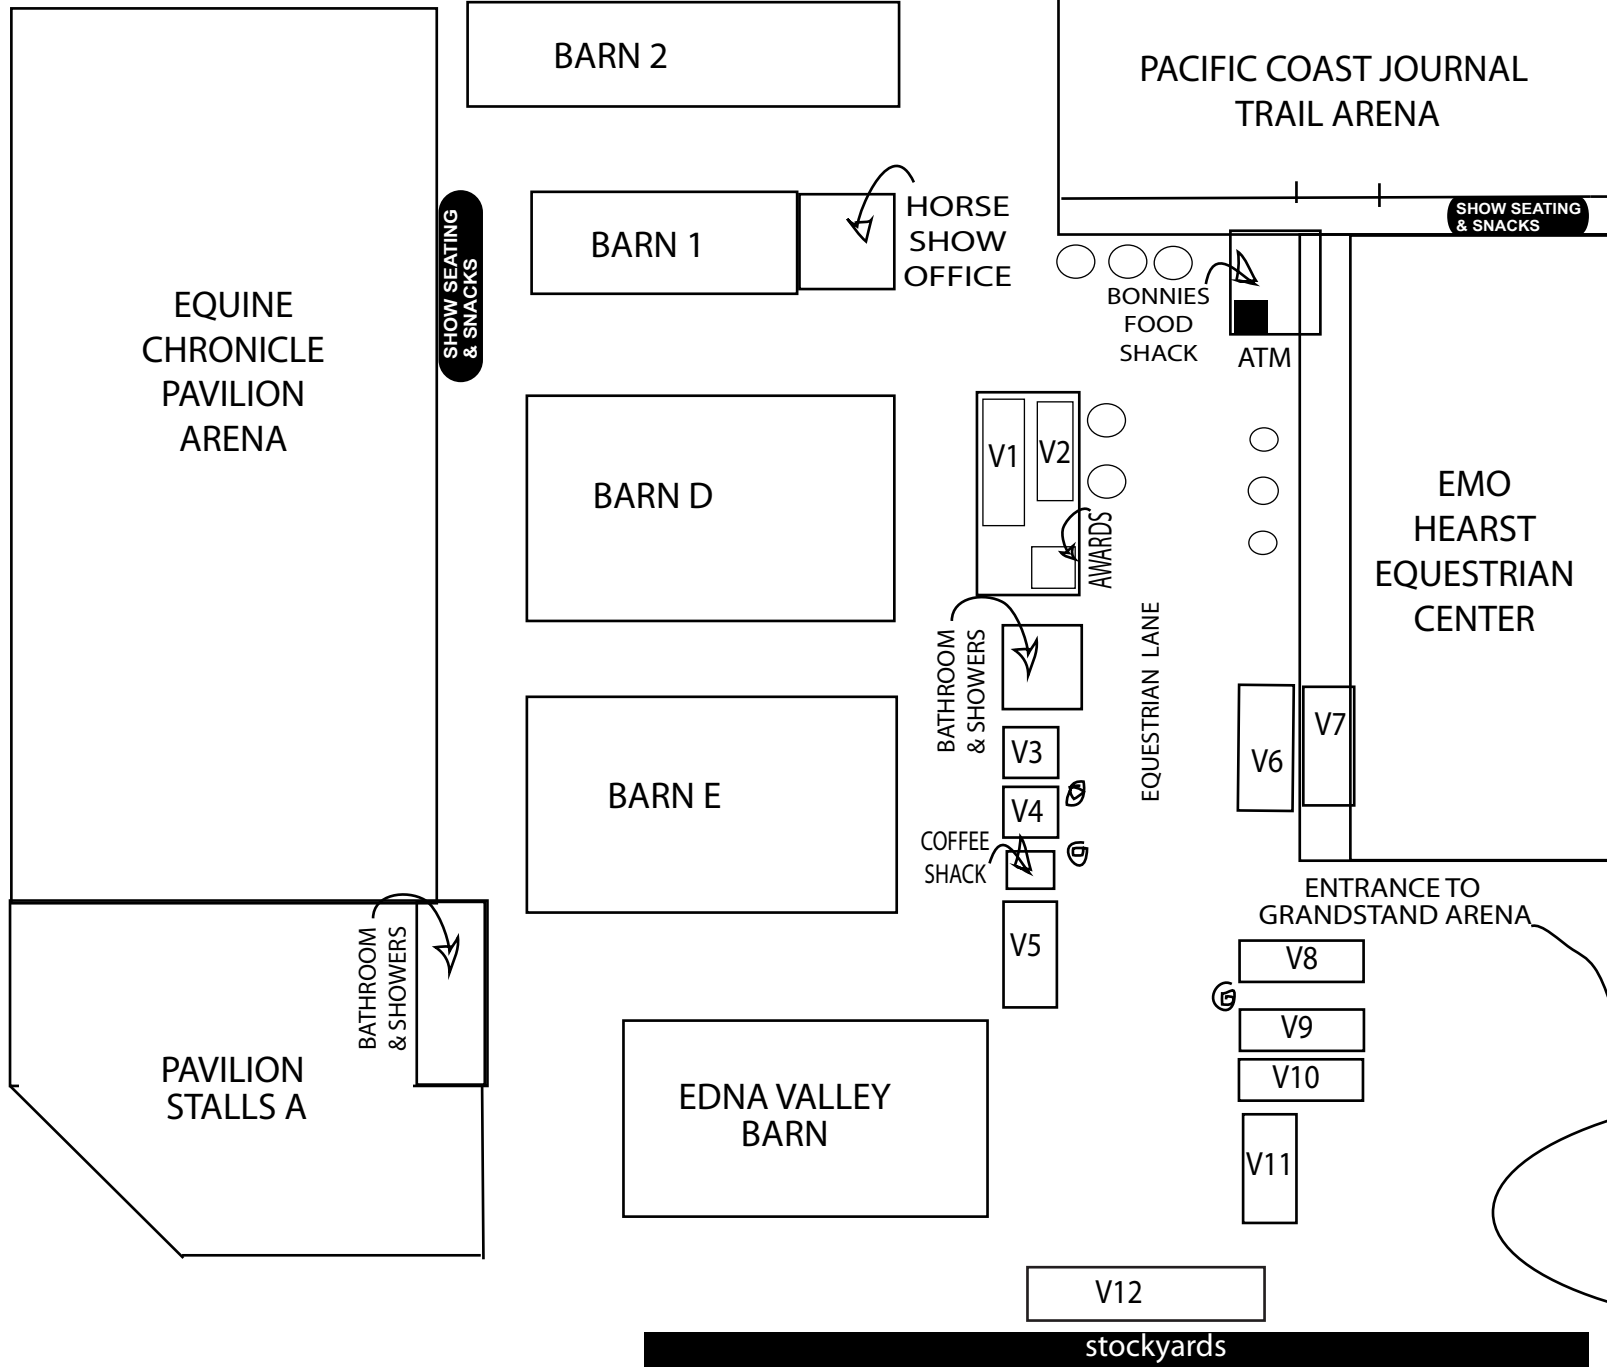 BARN 2
PACIFIC COAST JOURNAL
TRAIL ARENA
SHOW SEATING
& SNACKS
HORSE
SHOW
OFFICE
BARN 1
SHOW SEATING
& SNACKS
EQUINE
CHRONICLE
PAVILION
ARENA
BONNIES
FOOD
SHACK
ATM
V1
V2
BARN D
AWARDS
EMO
HEARST
EQUESTRIAN
CENTER
BATHROOM
& SHOWERS
EQUESTRIAN LANE
V3
V6
V7
BARN E
V4
COFFEE
SHACK
ENTRANCE TO
GRANDSTAND ARENA
V5
V8
BATHROOM
& SHOWERS
V9
PAVILION
STALLS A
V10
EDNA VALLEY
BARN
V11
V12
stockyards